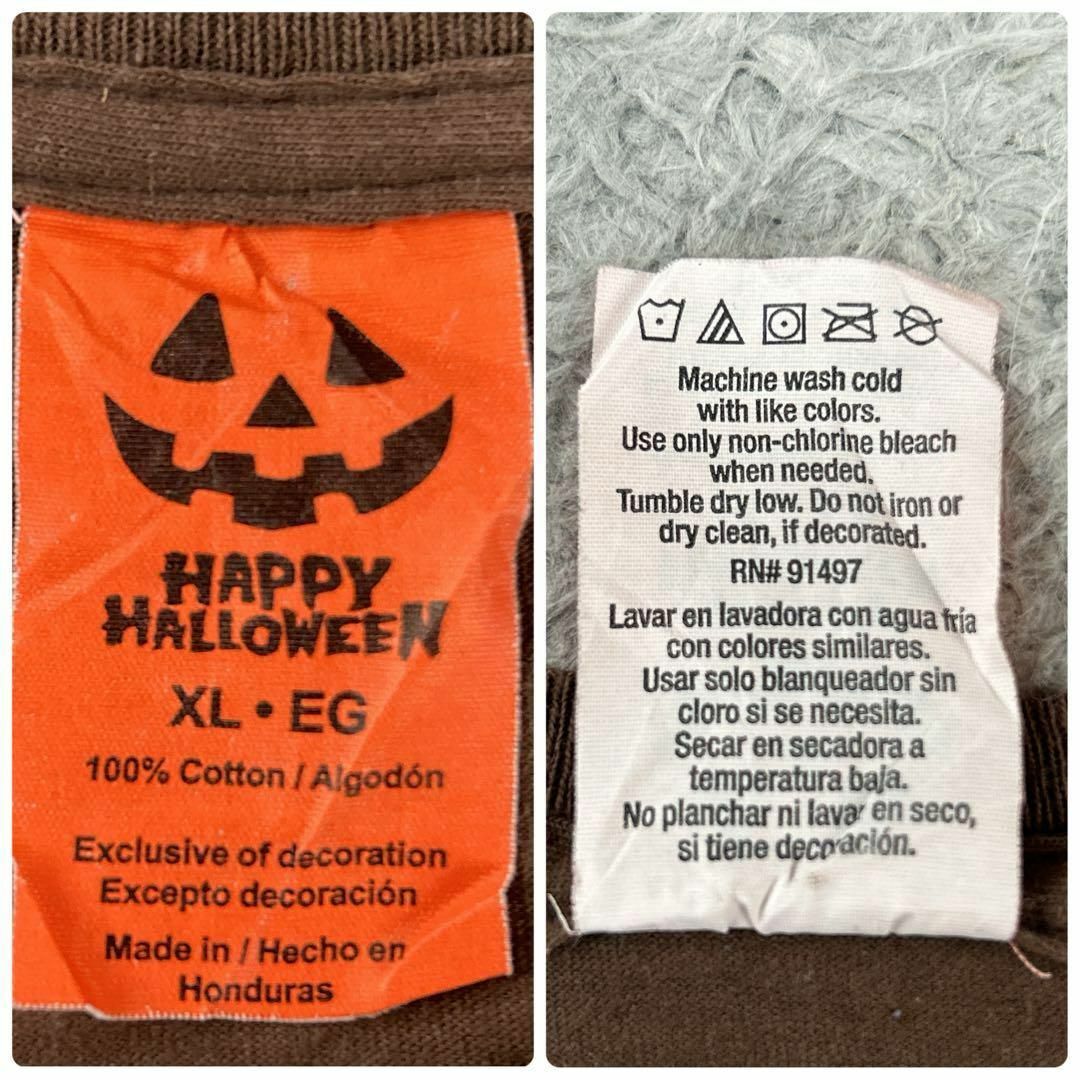 HAPPY
HALLOWEEN
XL • EG
100% Cotton / Algodón
Exclusive of decoration
Excepto decoración
Made in / Hecho en
Honduras
Machine wash cold
with like colors.
Use only non-chlorine bleach
when needed.
Tumble dry low. Do not iron or
dry clean, if decorated.
RN# 91497
Lavar en lavadora con agua fría
con colores similares.
Usar solo blanqueador sin
cloro si se necesita.
Secar en secadora a
temperatura baja.
No planchar ni lavar en seco,
si tiene decoración.